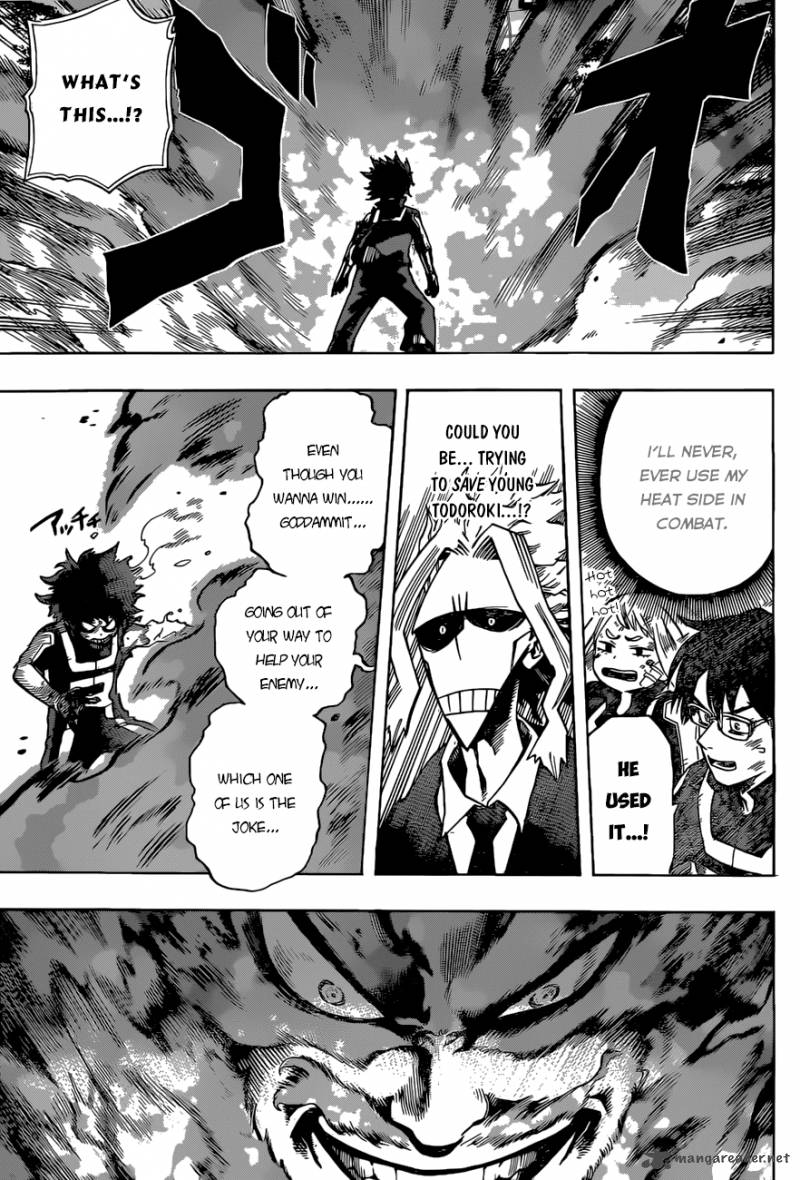 WHAT'S
THIS...!?
ゴオ
I'LL NEVER,
EVER USE MY
HEAT SIDE IN
COMBAT.
Hot
hot
hot!
HE
USED
IT...!
COULD YOU
BE... TRYING
TO SAVE YOUNG
TODOROKI...!?
EVEN
THOUGH YOU
WANNA WIN......
GODDAMMIT...
GOING OUT OF
YOUR WAY TO
HELP YOUR
ENEMY...
WHICH ONE
OF US IS THE
JOKE...
アッチチ。
mangareader.net